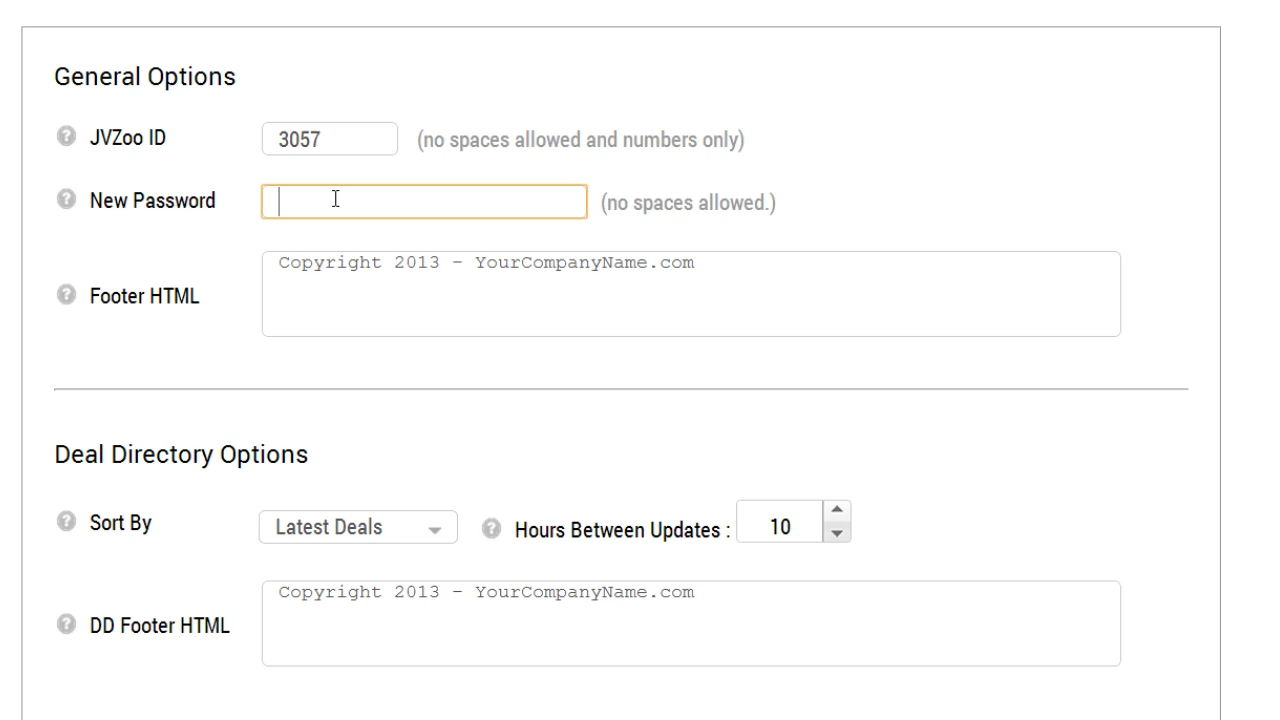 General Options
JVZoo ID 3057 (no spaces allowed and numbers only)
New Password (no spaces allowed.)
Copyright 2013 - YourCompanyName.com
Footer HTML
Deal Directory Options
Sort By Latest Deals Hours Between Updates : 10
Copyright 2013 - YourCompanyName.com
DD Footer HTML